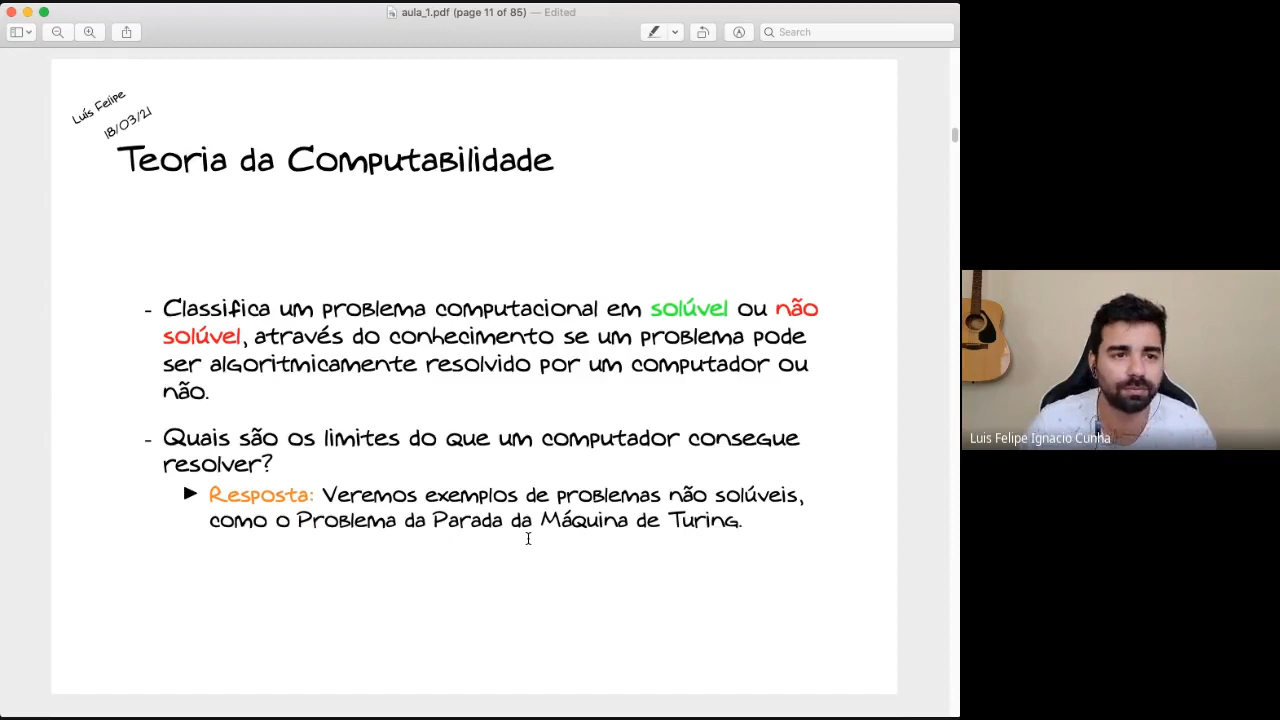 aula_1.pdf (page 11 of 85) — Edited
Search
Luís Felipe
18/03/21
Teoria da Computabilidade
- Classifica um problema computacional em solúvel ou não
solúvel, através do conhecimento se um problema pode
ser algoritmicamente resolvido por um computador ou
não.
- Quais são os limites do que um computador consegue
resolver?
► Resposta: Veremos exemplos de problemas não solúveis,
como o Problema da Parada da Máquina de Turing.
Luis Felipe Ignacio Cunha